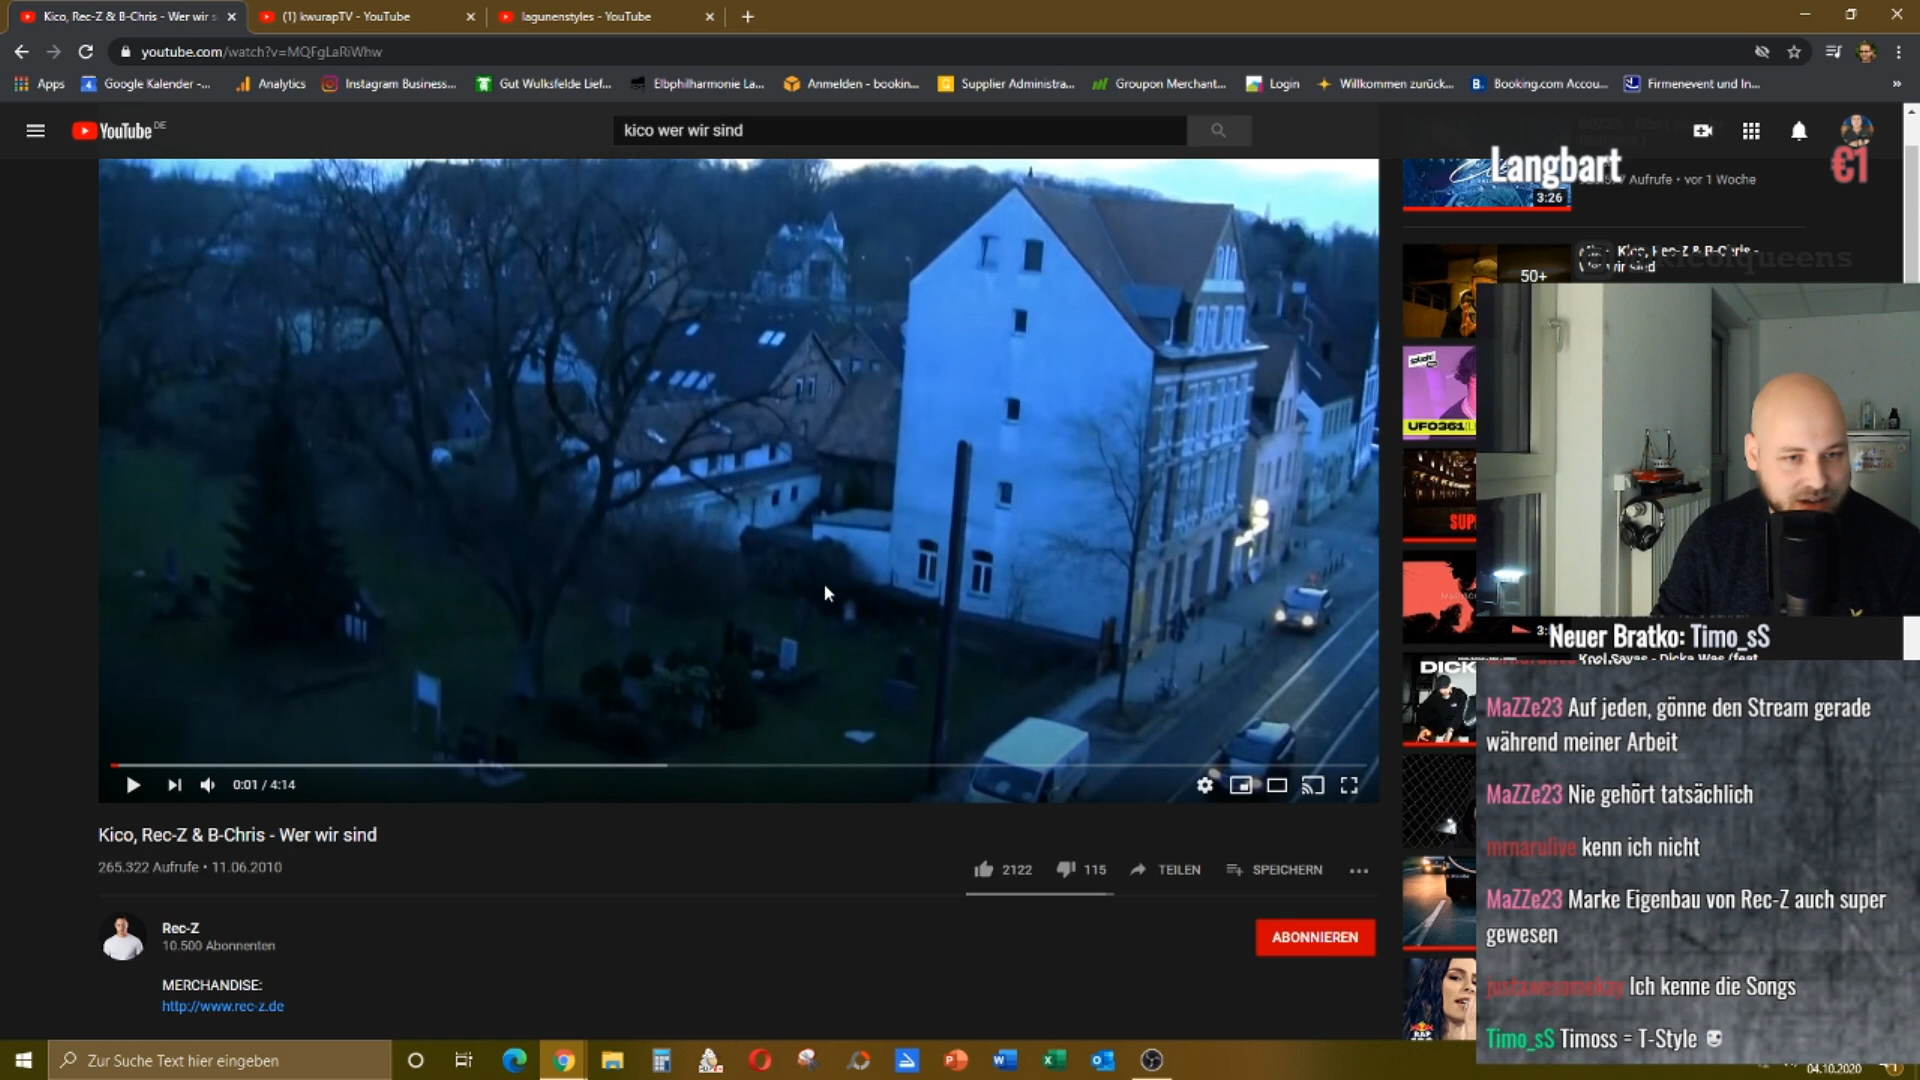 Kico, Rec-Z & B-Chris - Wer wir s
(1) kwurapTV - YouTube
lagunenstyles - YouTube
youtube.com/watch?v=MQFgLaRiWhw
Apps
Google Kalender -...
Analytics
Instagram Business...
Gut Wulksfelde Lief...
Elbphilharmonie La...
Anmelden - bookin...
Supplier Administra...
Groupon Merchant...
Login
Willkommen zurück...
Booking.com Accou...
Firmenevent und In...
YouTube DE
kico wer wir sind
Langbart
€1
Aufrufe • vor 1 Woche
3:26
50+
UFO361
Neuer Bratko: Timo_sS
DICK
MaZZe23 Auf jeden, gönne den Stream gerade
während meiner Arbeit
MaZZe23 Nie gehört tatsächlich
mrnarulive kenn ich nicht
MaZZe23 Marke Eigenbau von Rec-Z auch super
gewesen
Ich kenne die Songs
Timo_sS Timoss = T-Style
0:01 / 4:14
Kico, Rec-Z & B-Chris - Wer wir sind
265.322 Aufrufe • 11.06.2010
2122
115
TEILEN
SPEICHERN
Rec-Z
10.500 Abonnenten
ABONNIEREN
MERCHANDISE:
http://www.rec-z.de
Zur Suche Text hier eingeben
04.10.2020